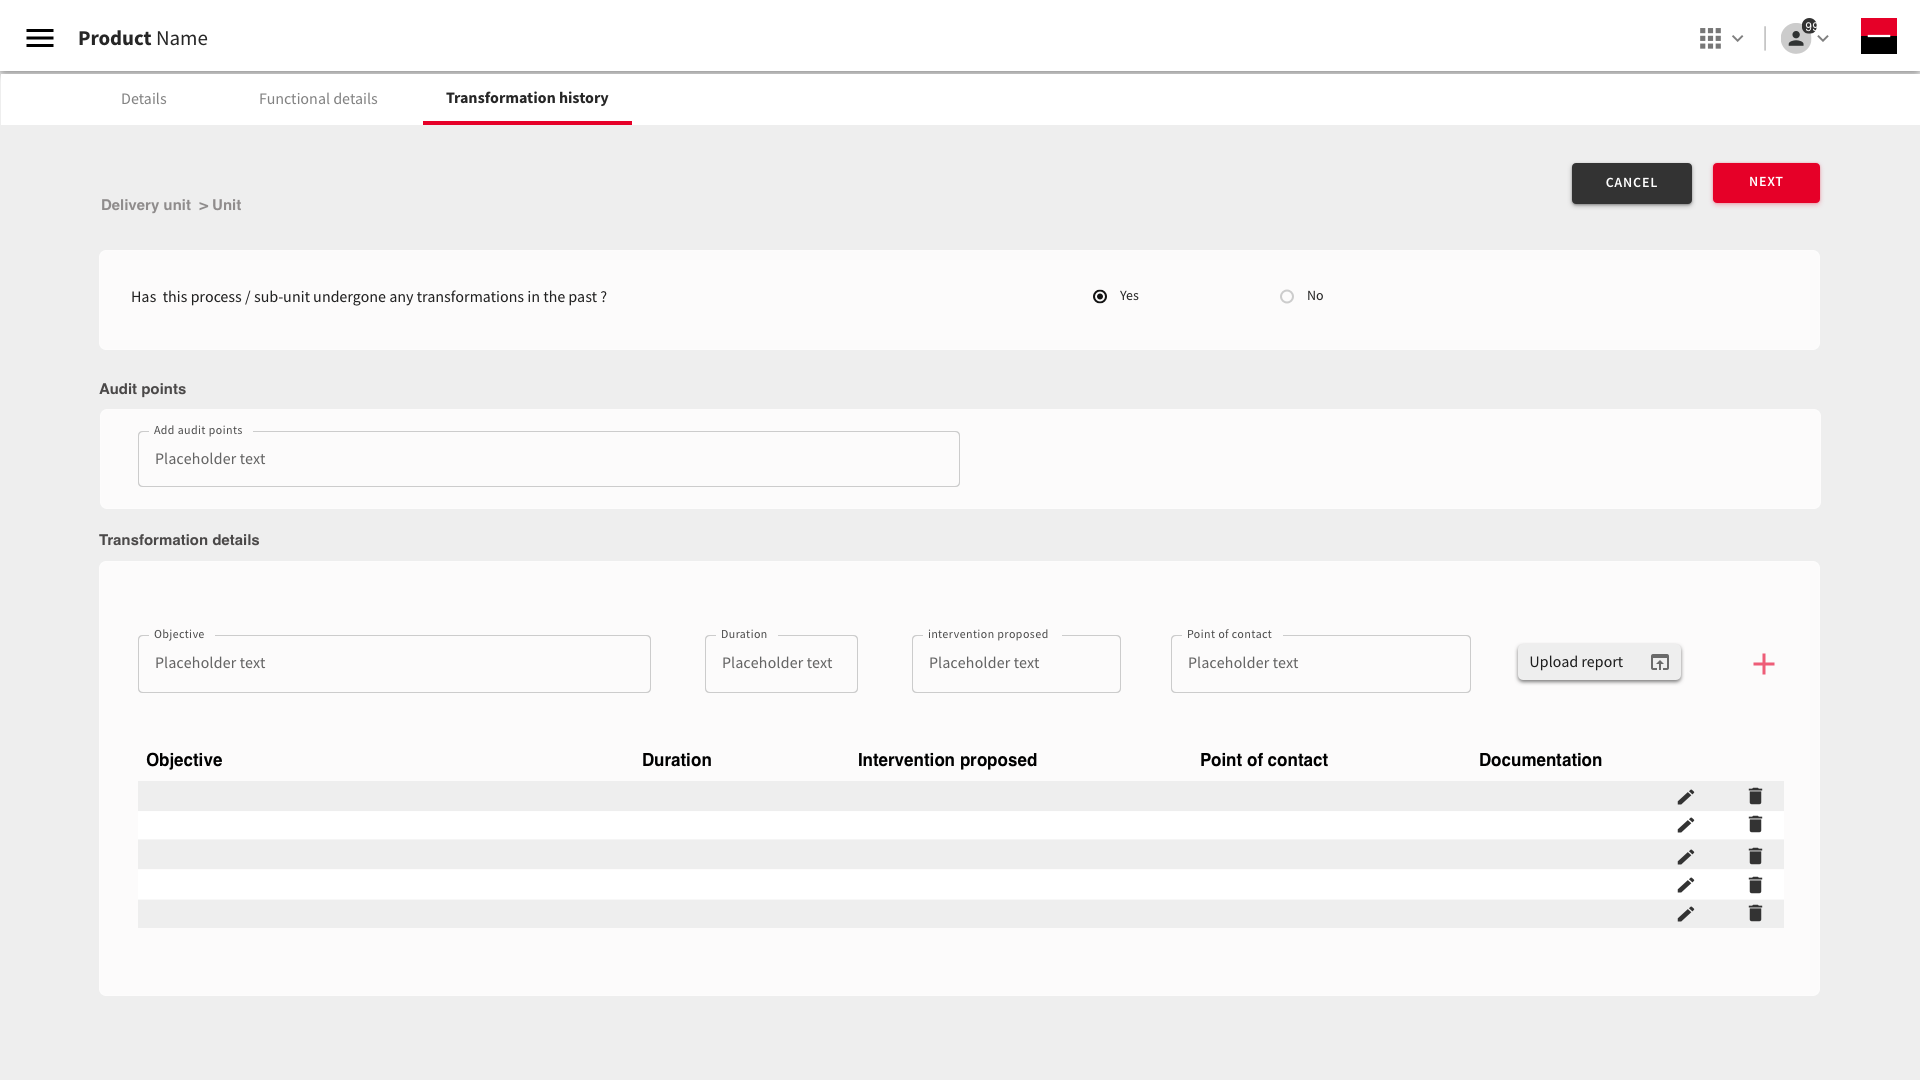 Product Name
99
Details
Functional details
Transformation history
CANCEL
NEXT
Delivery unit > Unit
Has this process / sub-unit undergone any transformations in the past ?
Yes
No
Audit points
Add audit points
Placeholder text
Transformation details
Objective
Duration
intervention proposed
Point of contact
Placeholder text
Placeholder text
Placeholder text
Placeholder text
Upload report
Objective
Duration
Intervention proposed
Point of contact
Documentation